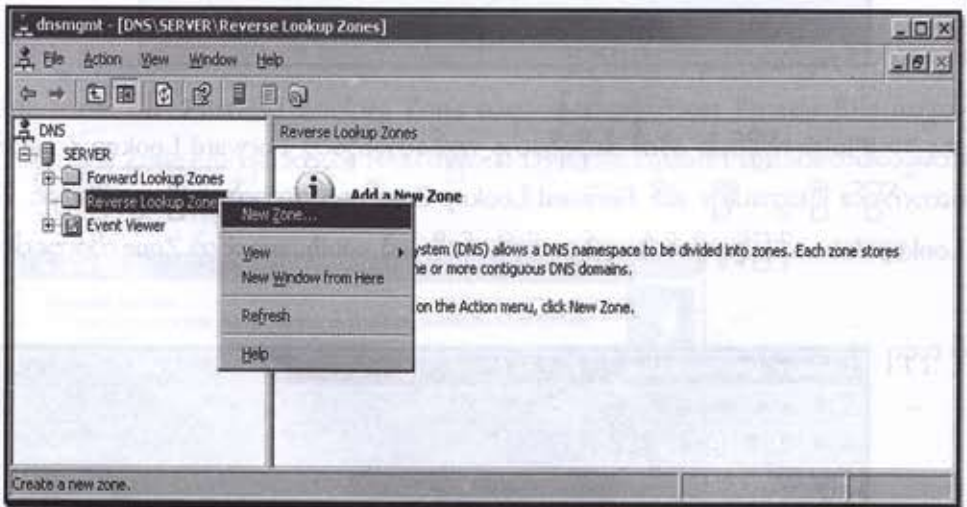 dnsmgmt - [DNS\SERVER\Reverse Lookup Zones]
File Action View Window Help
DNS
SERVER
Forward Lookup Zones
Reverse Lookup Zone
Event Viewer
Reverse Lookup Zones
Add a New Zone
ystem (DNS) allows a DNS namespace to be divided into zones. Each zone stores
e or more contiguous DNS domains.
on the Action menu, click New Zone.
New Zone...
View
New Window from Here
Refresh
Help
Create a new zone.